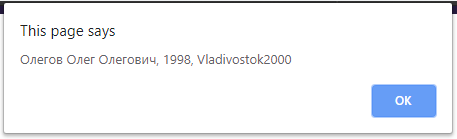 This page says
Олегов Олег Олегович, 1998, Vladivostok2000
OK